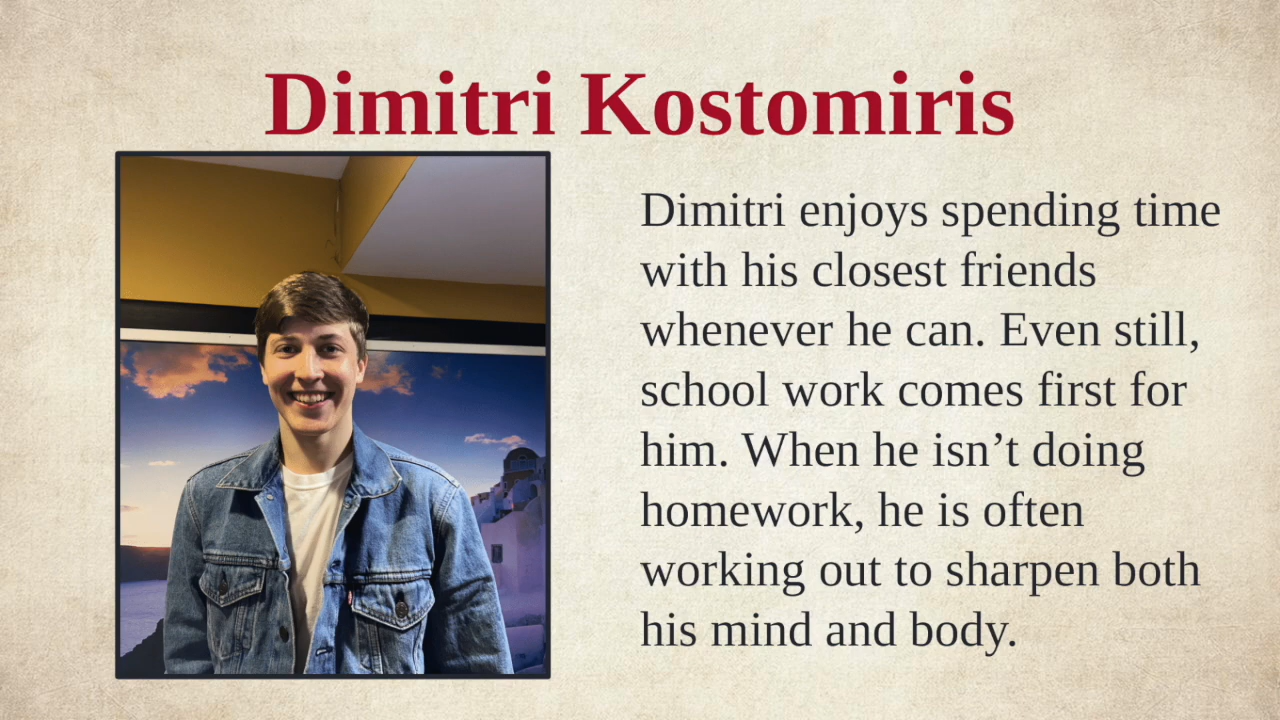 Dimitri Kostomiris
Dimitri enjoys spending time
with his closest friends
whenever he can. Even still,
school work comes first for
him. When he isn’t doing
homework, he is often
working out to sharpen both
his mind and body.